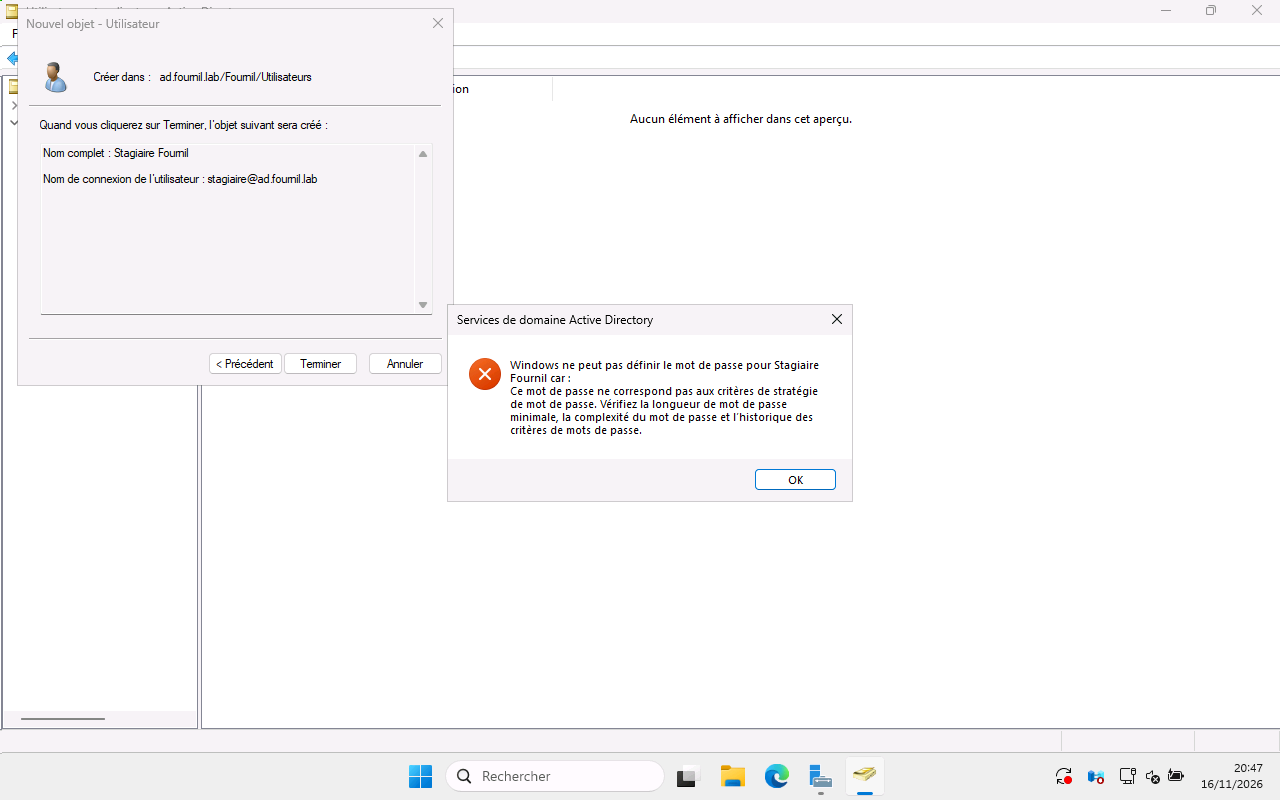 Nouvel objet - Utilisateur
Créer dans : ad.fournil.lab/Fournil/Utilisateurs
Quand vous cliquerez sur Terminer, l'objet suivant sera créé :
Nom complet : Stagiaire Fournil
Nom de connexion de l'utilisateur : stagiaire@ad.fournil.lab
< Précédent
Terminer
Annuler
ion
Aucun élément à afficher dans cet aperçu.
Services de domaine Active Directory
Windows ne peut pas définir le mot de passe pour Stagiaire
Fournil car :
Ce mot de passe ne correspond pas aux critères de stratégie
de mot de passe. Vérifiez la longueur de mot de passe
minimale, la complexité du mot de passe et l'historique des
critères de mots de passe.
OK
Rechercher
20:47
16/11/2026